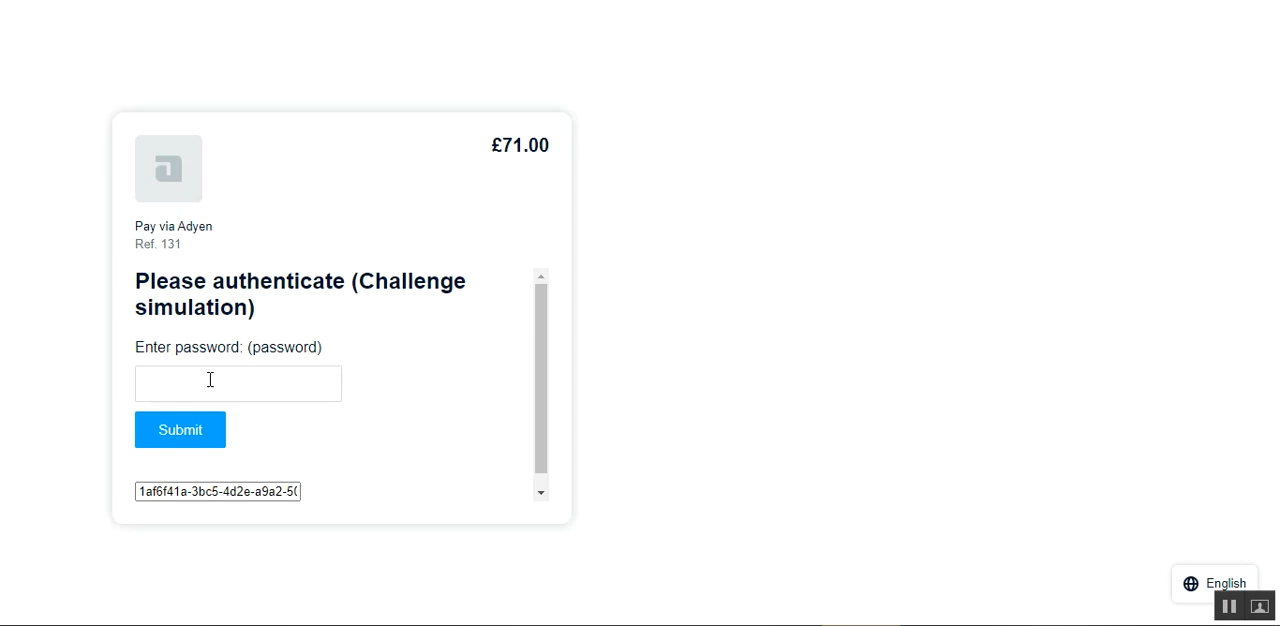 £71.00
Pay via Adyen
Ref. 131
Please authenticate (Challenge
simulation)
Enter password: (password)
Submit
1af6f41a-3bc5-4d2e-a9a2-5(
English